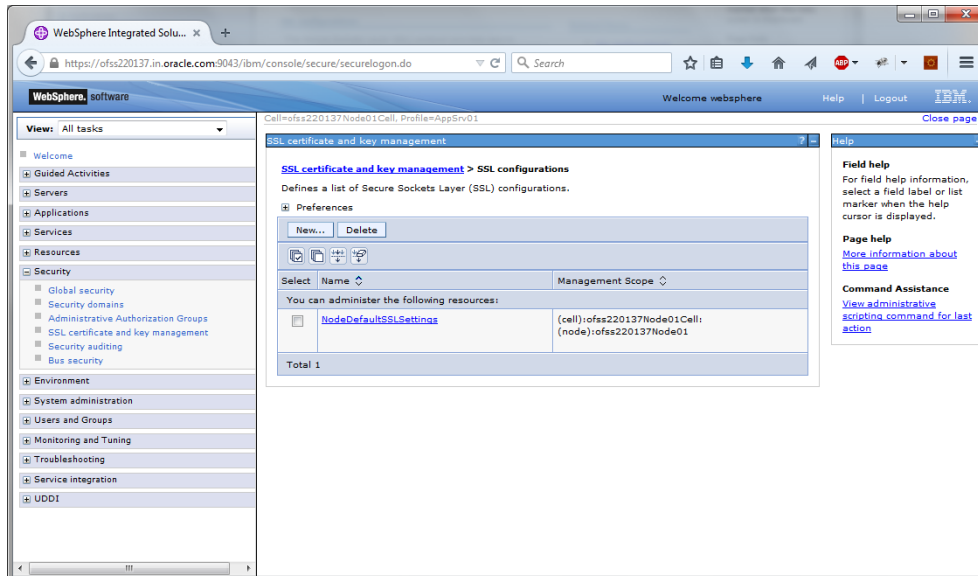 WebSphere Integrated Solu... × +
https://ofss220137.in.oracle.com:9043/ibm/console/secure/securelogon.do
Search
ABP
WebSphere. software
Welcome websphere
Help | Logout
IBM.
View: All tasks
Welcome
Guided Activities
Servers
Applications
Services
Resources
Security
Global security
Security domains
Administrative Authorization Groups
SSL certificate and key management
Security auditing
Bus security
Environment
System administration
Users and Groups
Monitoring and Tuning
Troubleshooting
Service integration
UDDI
Cell=ofss220137Node01Cell, Profile=AppSrv01
Close page
SSL certificate and key management
? –
SSL certificate and key management > SSL configurations
Defines a list of Secure Sockets Layer (SSL) configurations.
Preferences
New... Delete
Select Name Management Scope
You can administer the following resources:
NodeDefaultSSLSettings (cell):ofss220137Node01Cell:
(node):ofss220137Node01
Total 1
Help
Field help
For field help information,
select a field label or list
marker when the help
cursor is displayed.
Page help
More information about
this page
Command Assistance
View administrative
scripting command for last
action